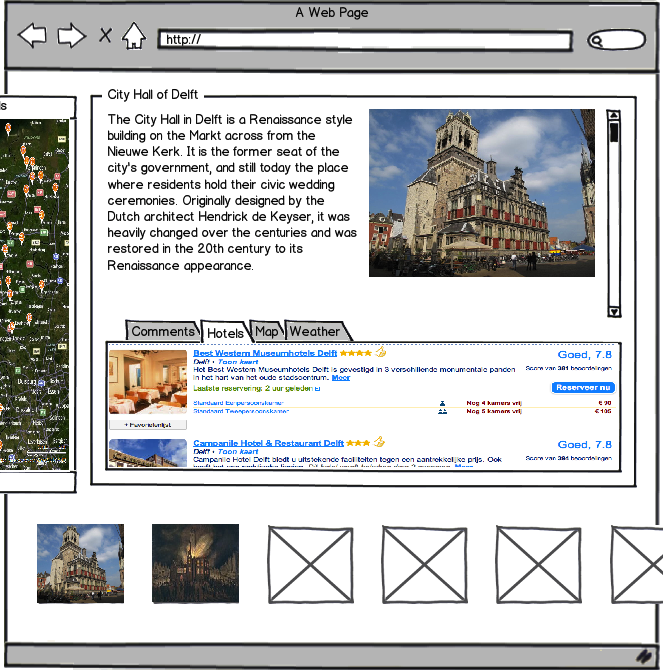 A Web Page
http://
ls
City Hall of Delft
The City Hall in Delft is a Renaissance style
building on the Markt across from the
Nieuwe Kerk. It is the former seat of the
city's government, and still today the place
where residents hold their civic wedding
ceremonies. Originally designed by the
Dutch architect Hendrick de Keyser, it was
heavily changed over the centuries and was
restored in the 20th century to its
Renaissance appearance.
Comments
Hotels
Map
Weather
Best Western Museumhotels Delft
Goed, 7.8
Delft • Toon kaart
Score van 381 beoordelingen
Het Best Western Museumhotel Delft is gevestigd in 3 verschillende monumentale panden
in het hart van het oude stadscentrum. Meer
Laatste reservering: 2 uur geleden
Reserveer nu
Standaard Eenpersoonskamer Nog 4 kamers vrij € 90
Standaard Tweepersoonskamer Nog 5 kamers vrij € 105
+ Favorietenlijst
Campanile Hotel & Restaurant Delft
Goed, 7.8
Delft • Toon kaart
Score van 394 beoordelingen
Campanile Hotel Delft biedt u uitstekende faciliteiten tegen een aantrekkelijke prijs. Ook